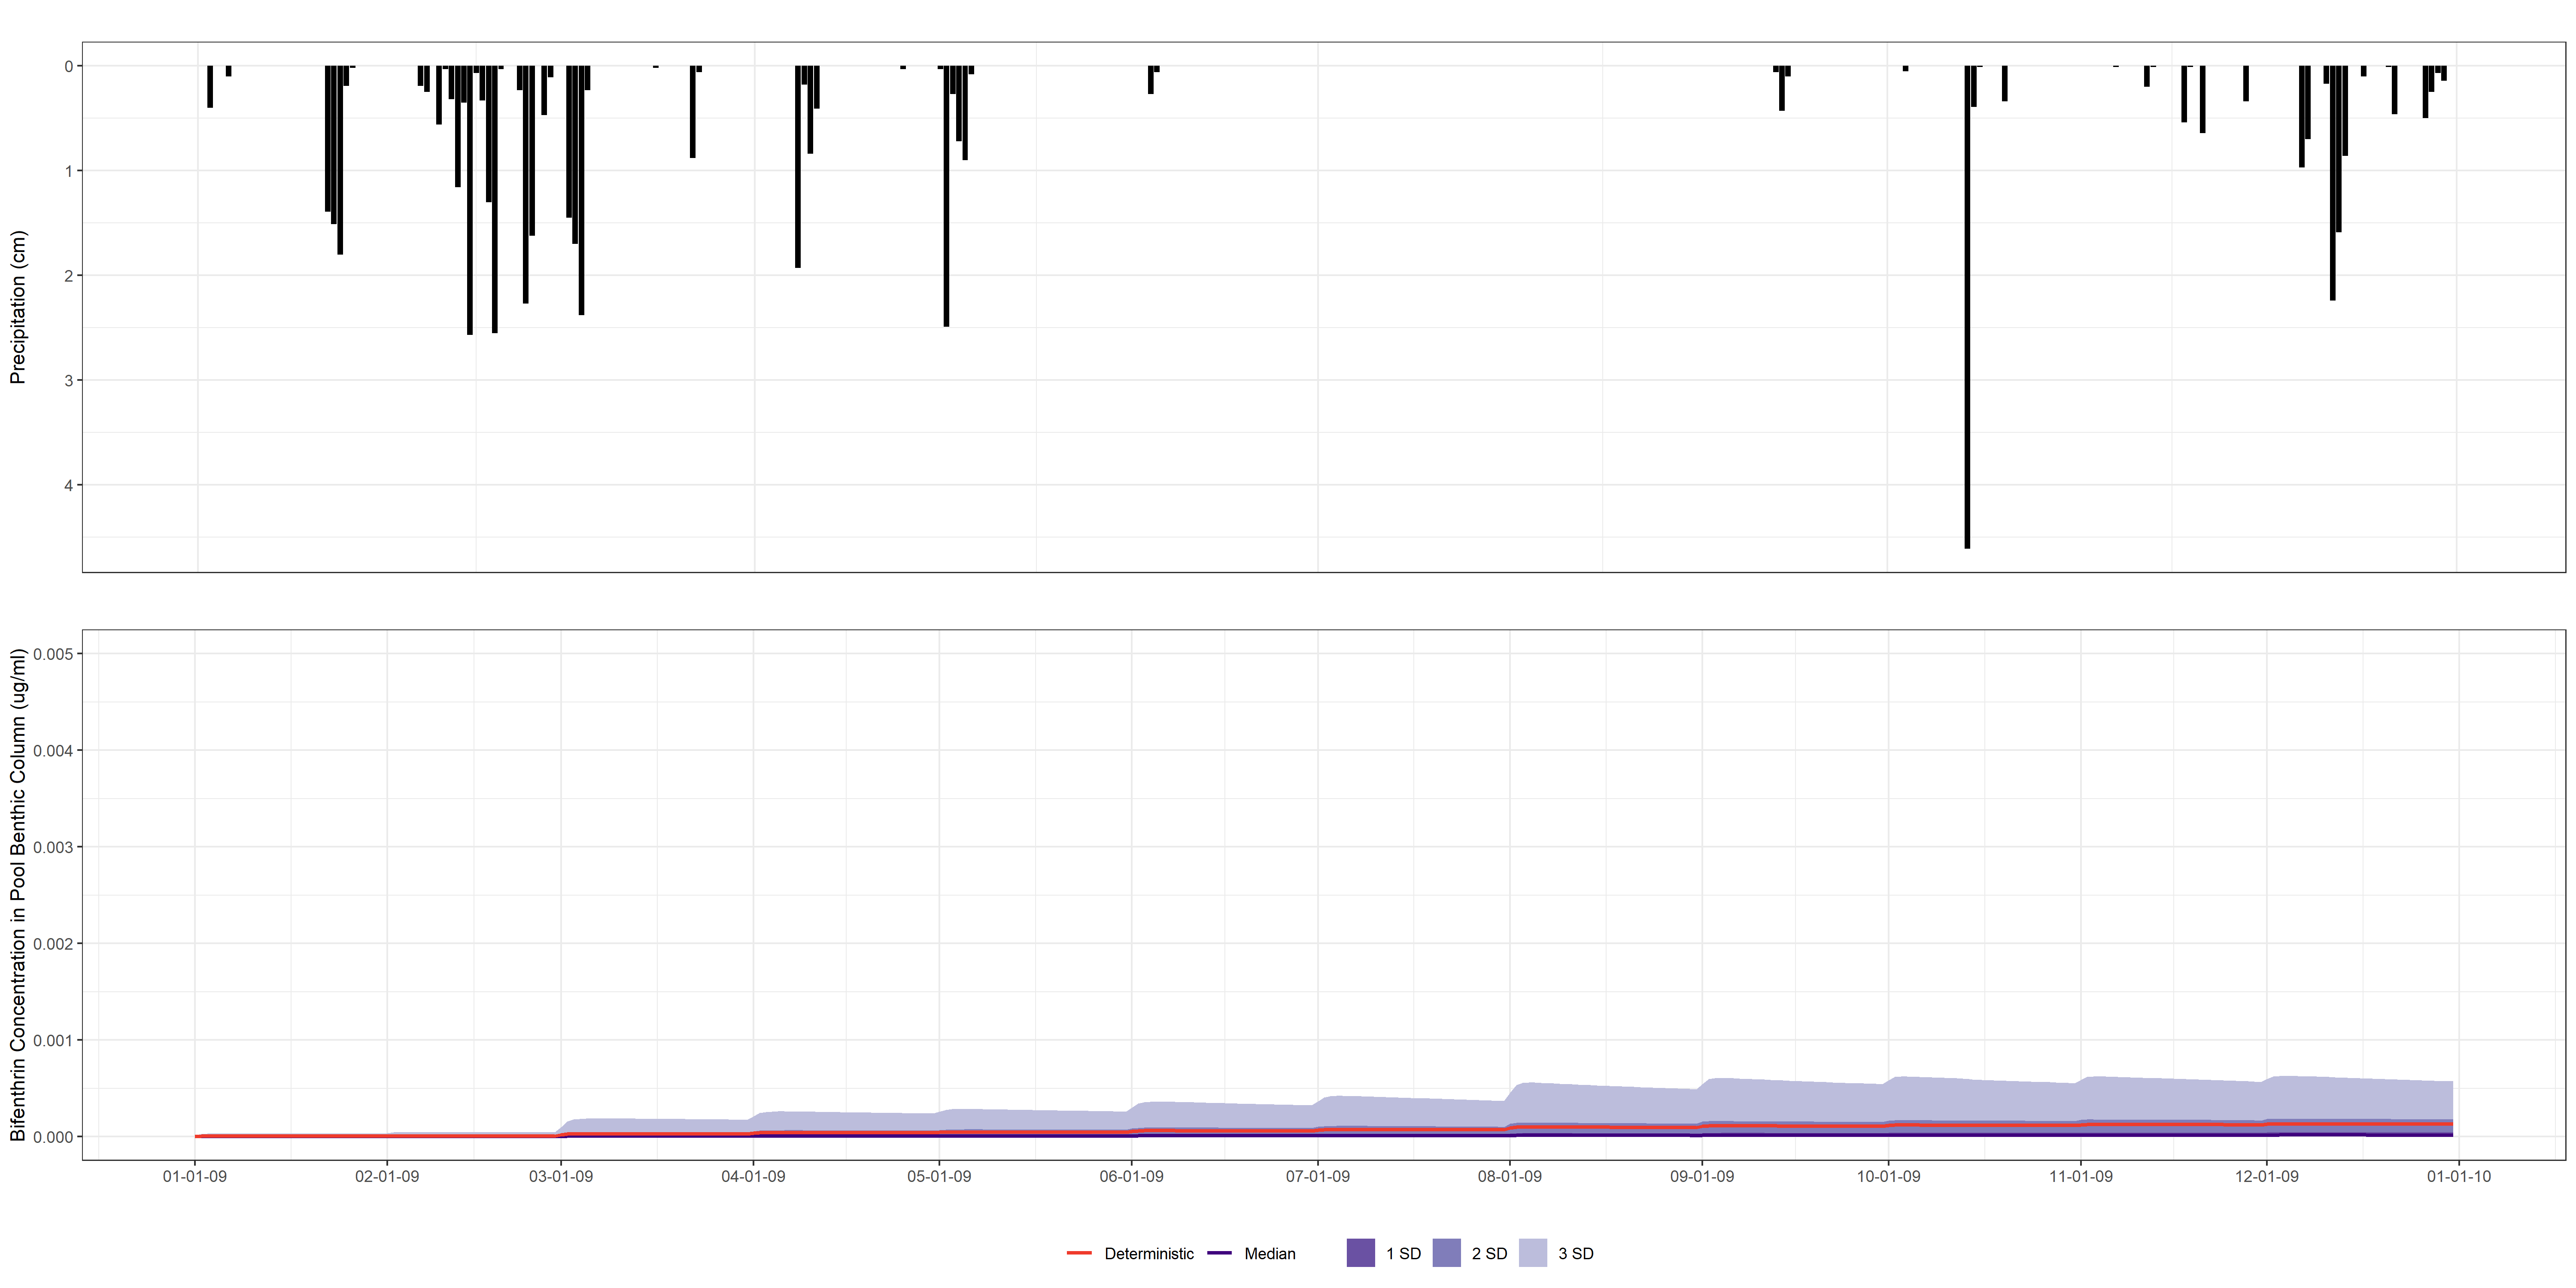 Precipitation (cm)
0
1
2
3
4
Bifenthrin Concentration in Pool Benthic Column (ug/ml)
0.005
0.004
0.003
0.002
0.001
0.000
01-01-09 02-01-09 03-01-09 04-01-09 05-01-09 06-01-09 07-01-09 08-01-09 09-01-09 10-01-09 11-01-09 12-01-09 01-01-10
Deterministic Median 1 SD 2 SD 3 SD